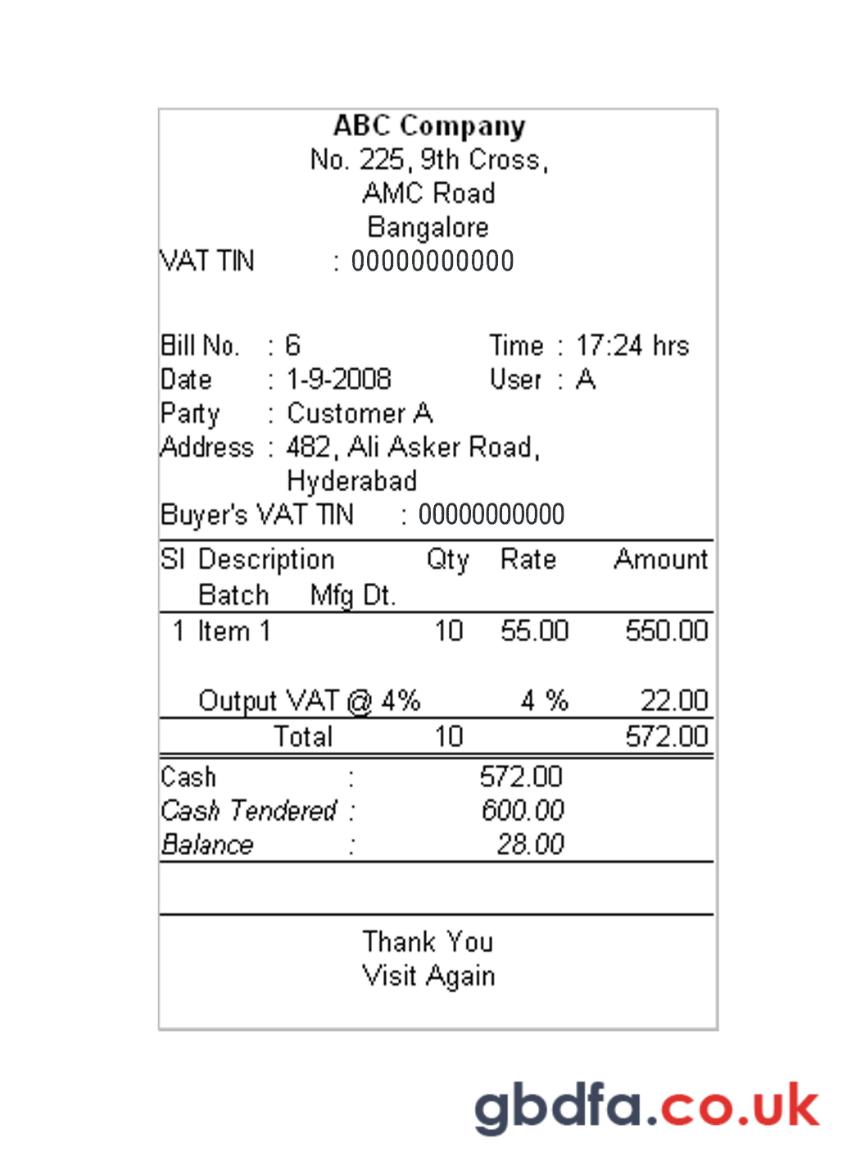 ABC Company
No. 225, 9th Cross,
AMC Road
Bangalore
VAT TIN : 00000000000
Bill No. : 6 Time : 17:24 hrs
Date : 1-9-2008 User : A
Party : Customer A
Address : 482, Ali Asker Road,
Hyderabad
Buyer's VAT TIN : 00000000000
Sl Description Qty Rate Amount
Batch Mfg Dt.
1 Item 1 10 55.00 550.00
Output VAT @ 4% 4 % 22.00
Total 10 572.00
Cash : 572.00
Cash Tendered : 600.00
Balance : 28.00
Thank You
Visit Again
gbdfa.co.uk